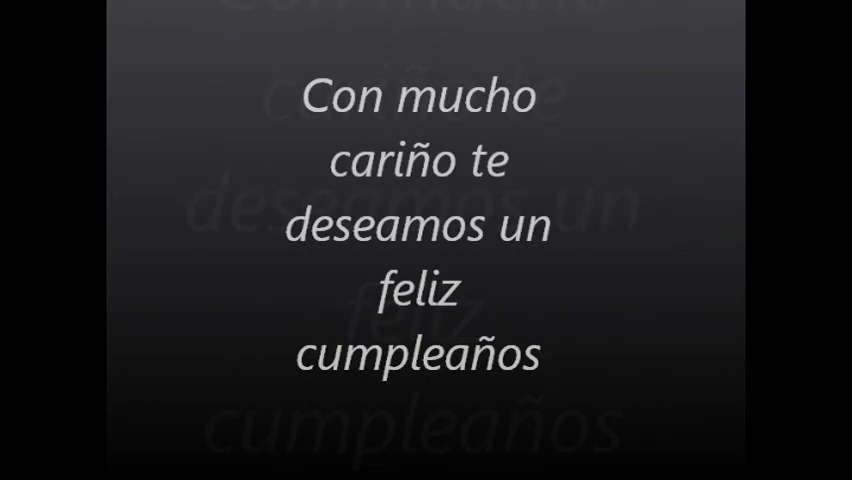 Con mucho
cariño te
deseamos un
feliz
cumpleaños